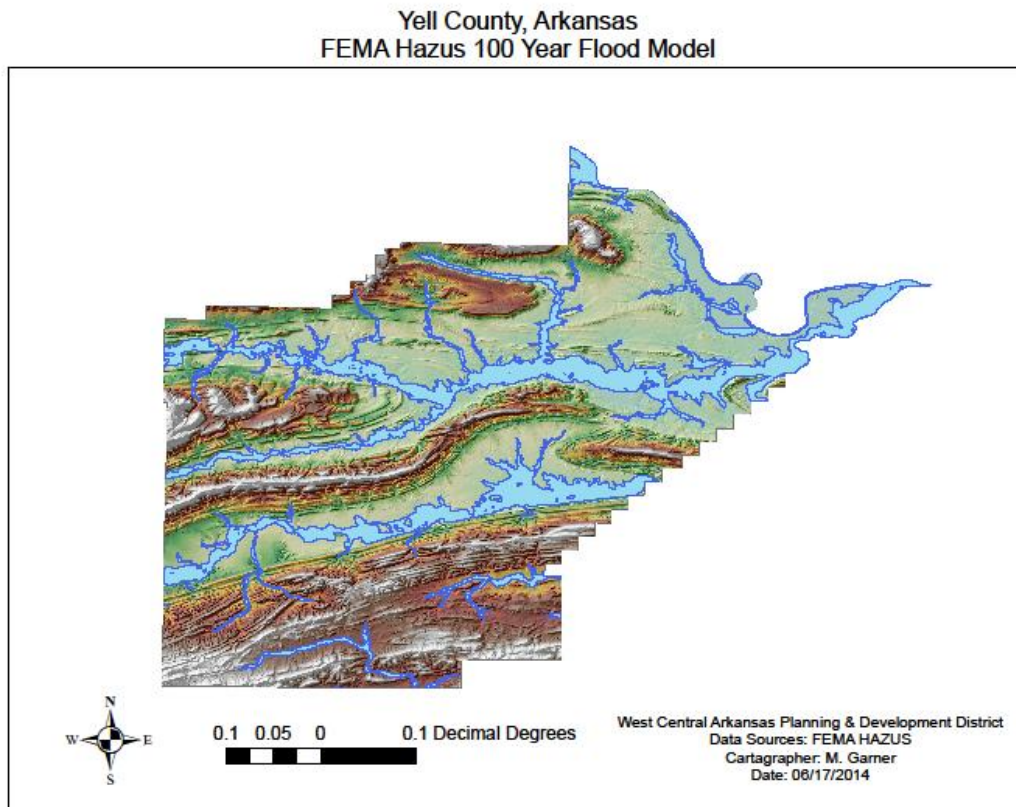 Yell County, Arkansas
FEMA Hazus 100 Year Flood Model
N
W E
S
0.1 0.05 0 0.1 Decimal Degrees
West Central Arkansas Planning & Development District
Data Sources: FEMA HAZUS
Cartagrapher: M. Garner
Date: 06/17/2014